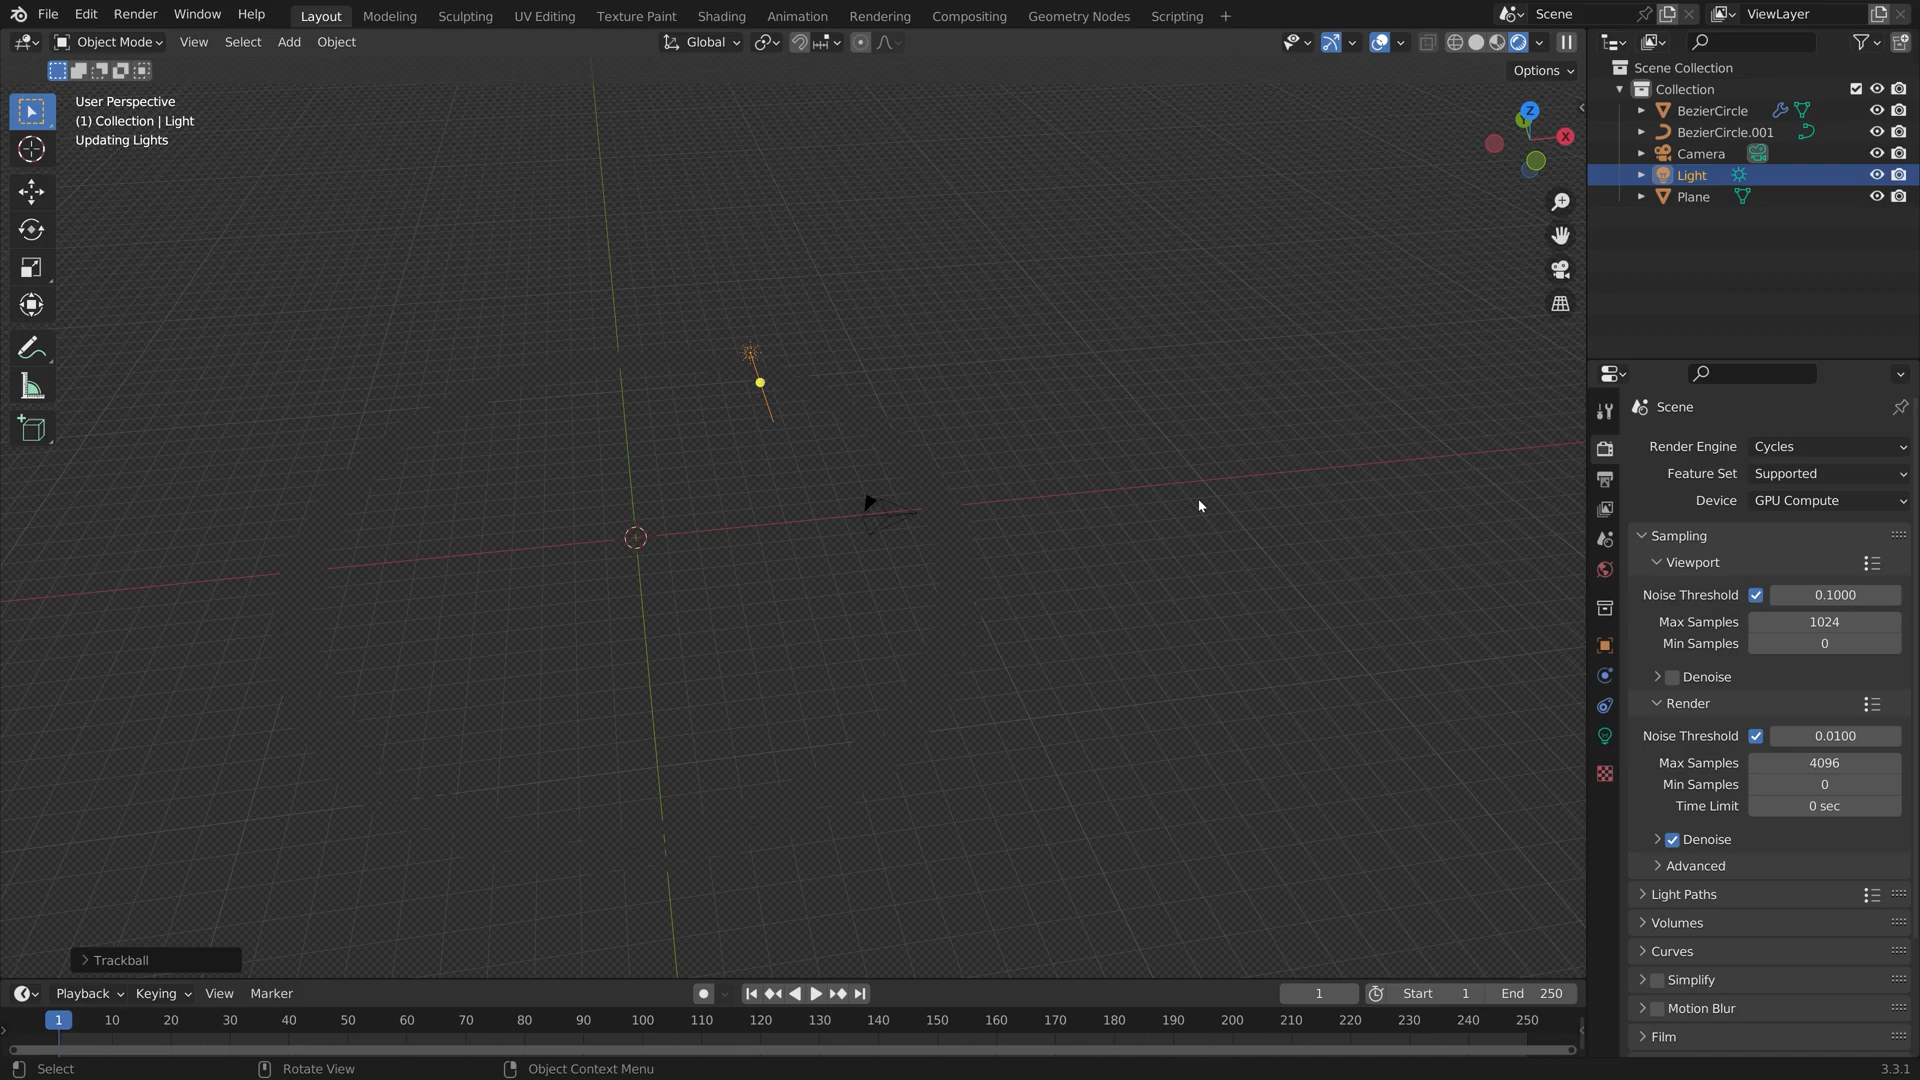 File Edit Render Window Help Layout Modeling Sculpting UV Editing Texture Paint Shading Animation Rendering Compositing Geometry Nodes Scripting + Scene ViewLayer
Object Mode View Select Add Object Global
Options
User Perspective
(1) Collection | Light
Updating Lights
Z
Y
X
Trackball
Scene Collection
Collection
BezierCircle
BezierCircle.001
Camera
Light
Plane
Scene
Render Engine Cycles
Feature Set Supported
Device GPU Compute
Sampling
Viewport
Noise Threshold 0.1000
Max Samples 1024
Min Samples 0
Denoise
Render
Noise Threshold 0.0100
Max Samples 4096
Min Samples 0
Time Limit 0 sec
Denoise
Advanced
Light Paths
Volumes
Curves
Simplify
Motion Blur
Film
Playback Keying View Marker 1 Start 1 End 250
1 10 20 30 40 50 60 70 80 90 100 110 120 130 140 150 160 170 180 190 200 210 220 230 240 250
Select Rotate View Object Context Menu 3.3.1